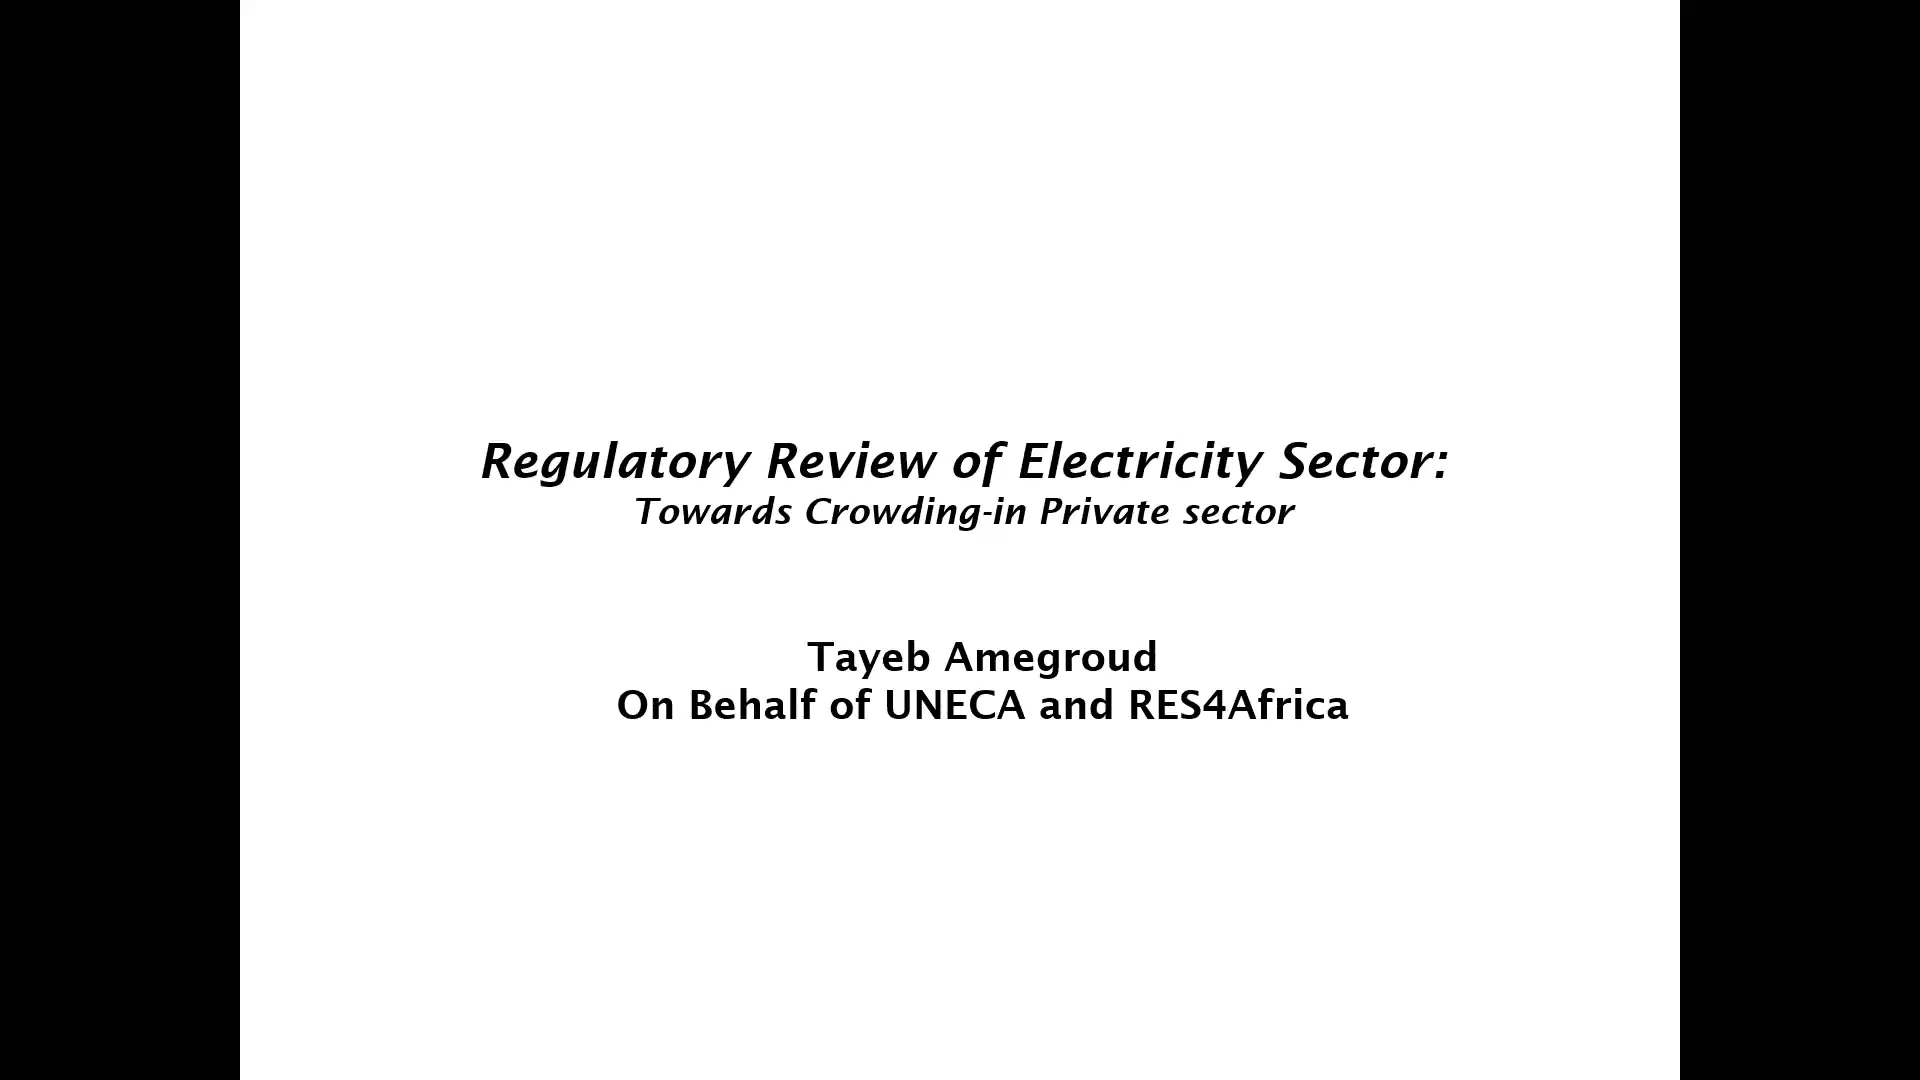 Regulatory Review of Electricity Sector:
Towards Crowding-in Private sector
Tayeb Amegroud
On Behalf of UNECA and RES4Africa